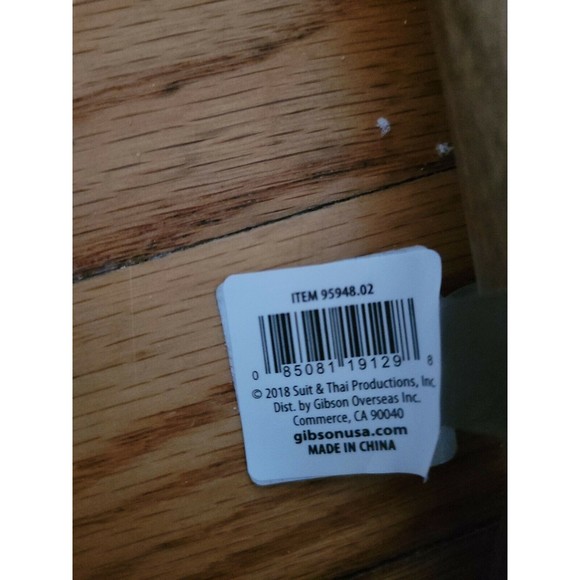 ITEM 95948.02
0 85081 19129 8
© 2018 Suit & Thai Productions, Inc.
Dist. by Gibson Overseas Inc.
Commerce, CA 90040
gibsonusa.com
MADE IN CHINA